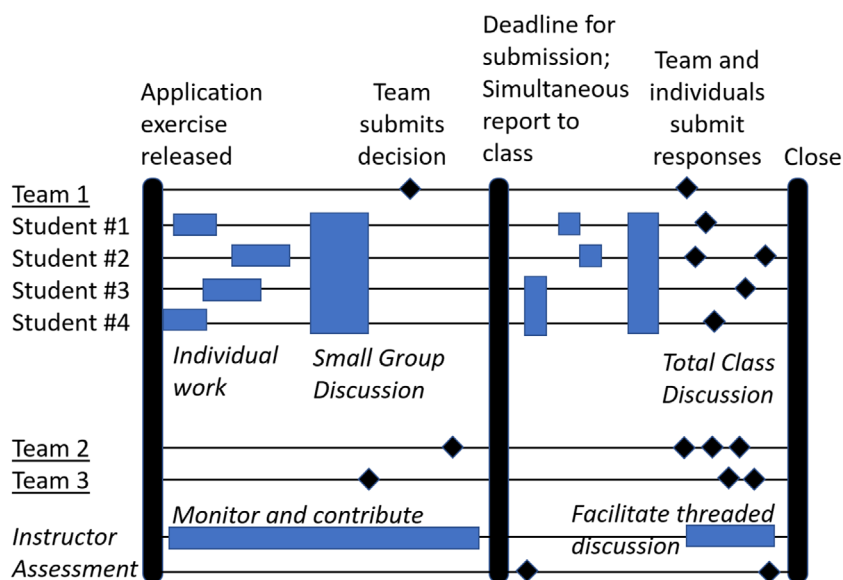 Application
exercise
released
Team
submits
decision
Deadline for
submission;
Simultaneous
report to
class
Team and
individuals
submit
responses
Close
Team 1
Student #1
Student #2
Student #3
Student #4
Individual
work
Small Group
Discussion
Total Class
Discussion
Team 2
Team 3
Instructor
Monitor and contribute
Facilitate threaded
discussion
Assessment